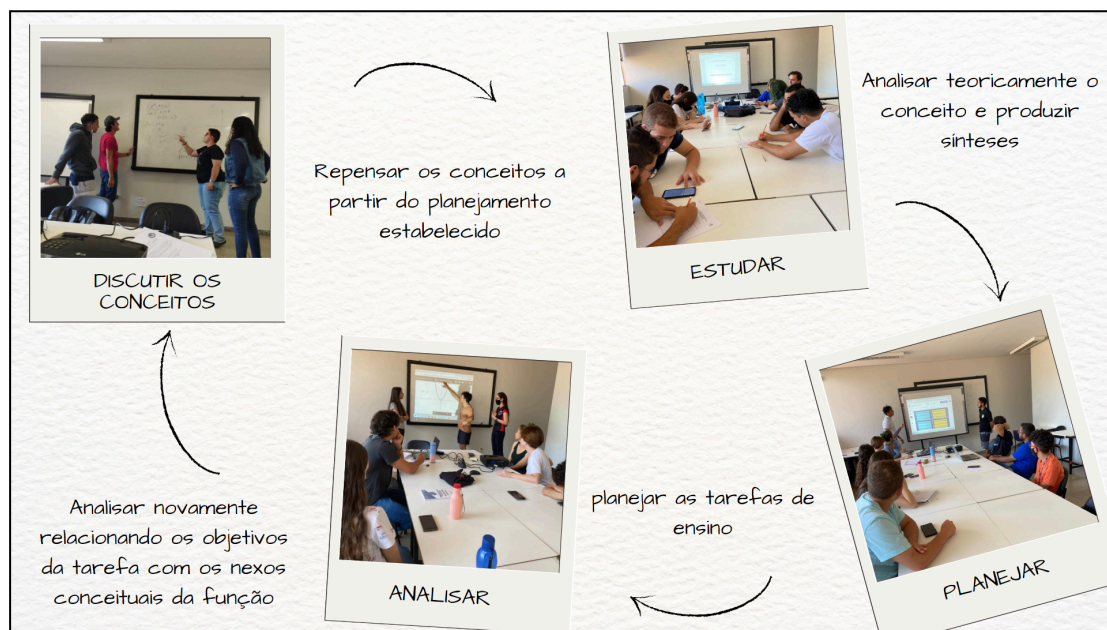 DISCUTIR OS
CONCEITOS
Repensar os conceitos a
partir do planejamento
estabelecido
ESTUDAR
Analisar teoricamente o
conceito e produzir
sínteses
PLANEJAR
planejar as tarefas de
ensino
ANALISAR
Analisar novamente
relacionando os objetivos
da tarefa com os nexos
conceituais da função